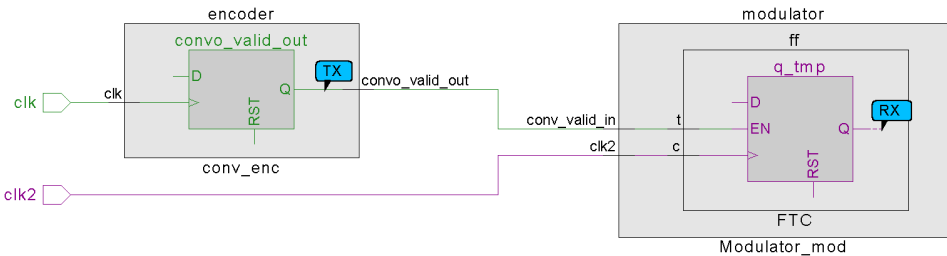 encoder
convo_valid_out
D
Q
RST
TX
clk
clk
convo_valid_out
conv_enc
clk2
modulator
ff
q_tmp
D
EN
Q
RST
RX
conv_valid_in
t
clk2
c
FTC
Modulator_mod